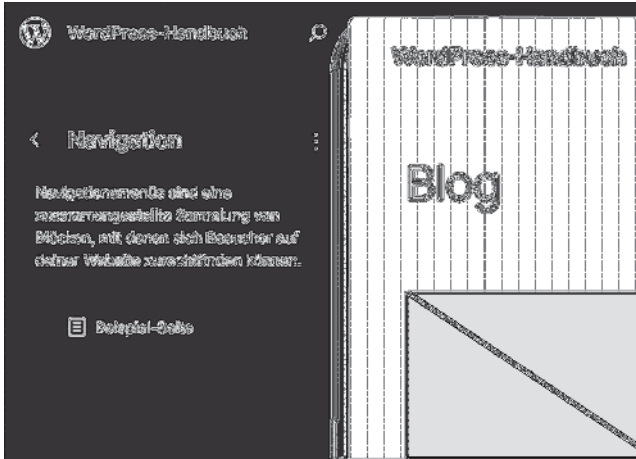 WordPress-Handbuch
Navigation
Navigationsmenüs sind eine
zusammengestellte Sammlung von
Blöcken, mit denen sich Besucher auf
deiner Website zurechtfinden können.
Beispiel-Seite
WordPress-Handbuch
Blog